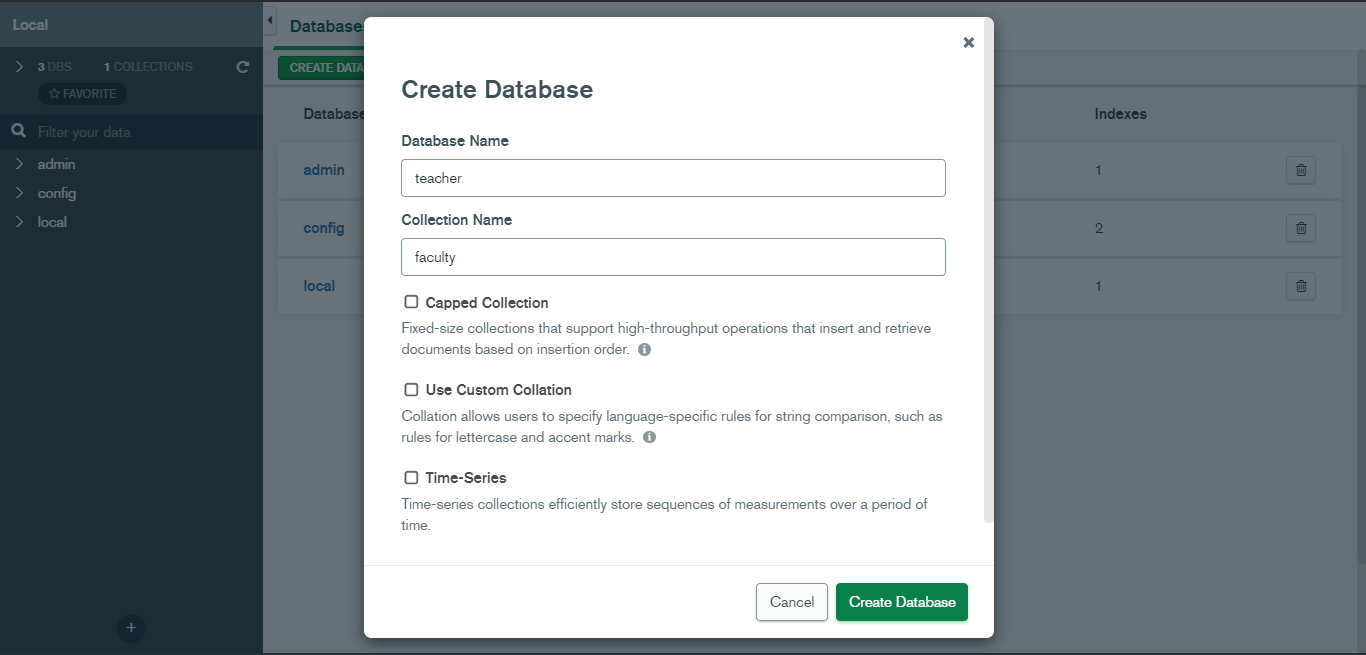 Local
3 DBS 1 COLLECTIONS
FAVORITE
Filter your data
admin
config
local
+
Database
CREATE DATA
Database
Indexes
admin
1
config
2
local
1
Create Database
Database Name
teacher
Collection Name
faculty
Capped Collection
Fixed-size collections that support high-throughput operations that insert and retrieve
documents based on insertion order.
Use Custom Collation
Collation allows users to specify language-specific rules for string comparison, such as
rules for lettercase and accent marks.
Time-Series
Time-series collections efficiently store sequences of measurements over a period of
time.
Cancel Create Database